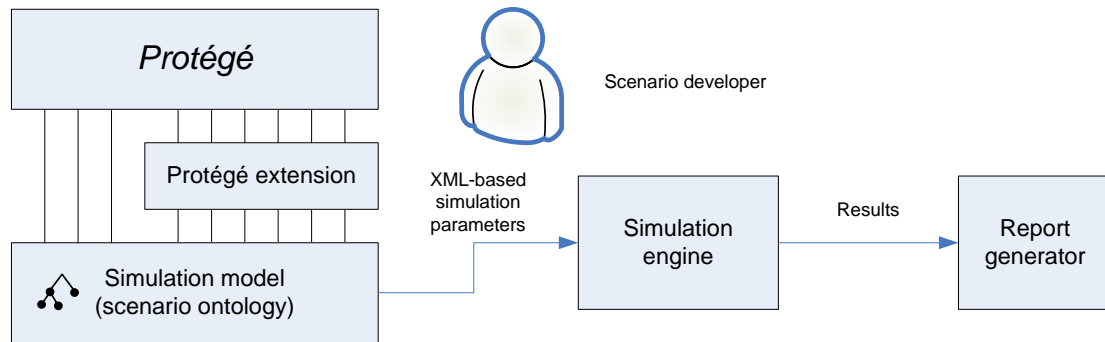 Protégé
Scenario developer
Protégé extension
XML-based
simulation
parameters
Simulation model
(scenario ontology)
Simulation
engine
Results
Report
generator